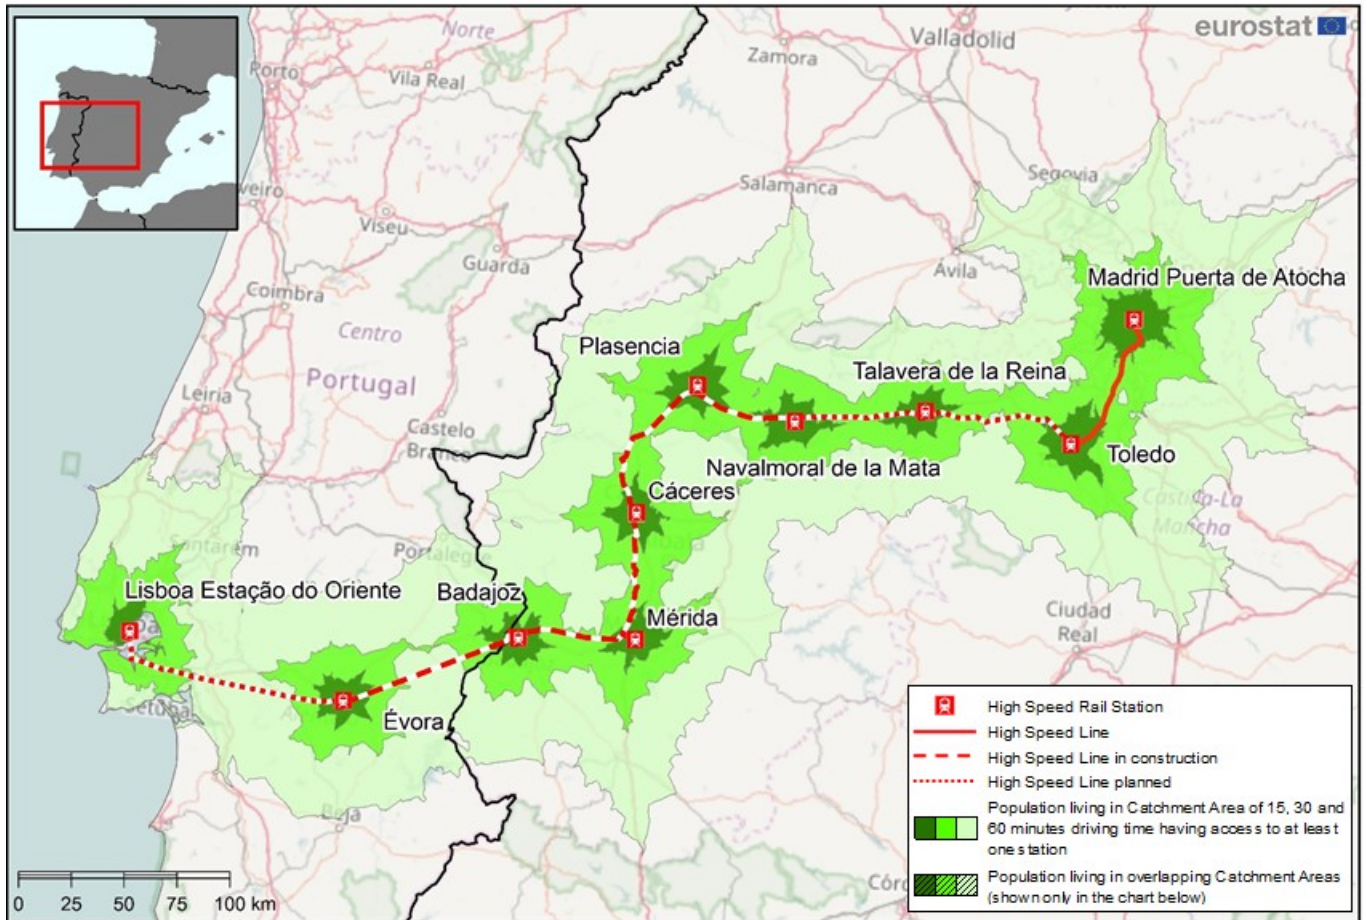 eurostat
Norte
Valladolid
Zamora
Porto
Vila Real
Segovia
Salamanca
veiro
Viseu
Guarda
Ávila
Madrid Puerta de Atocha
Coimbra
Centro
Plasencia
Talavera de la Reina
Portugal
Leiria
Castelo
Branco
Navalmoral de la Mata
Toledo
Cáceres
Castilla-La
Mancha
Santarém
Portalegre
Lisboa Estação do Oriente
Badajoz
Mérida
Ciudad
Real
Setúbal
Évora
Beja
Córd
0 25 50 75 100 km
High Speed Rail Station
High Speed Line
High Speed Line in construction
High Speed Line planned
Population living in Catchment Area of 15, 30 and
60 minutes driving time having access to at least
one station
Population living in overlapping Catchment Areas
(shown only in the chart below)